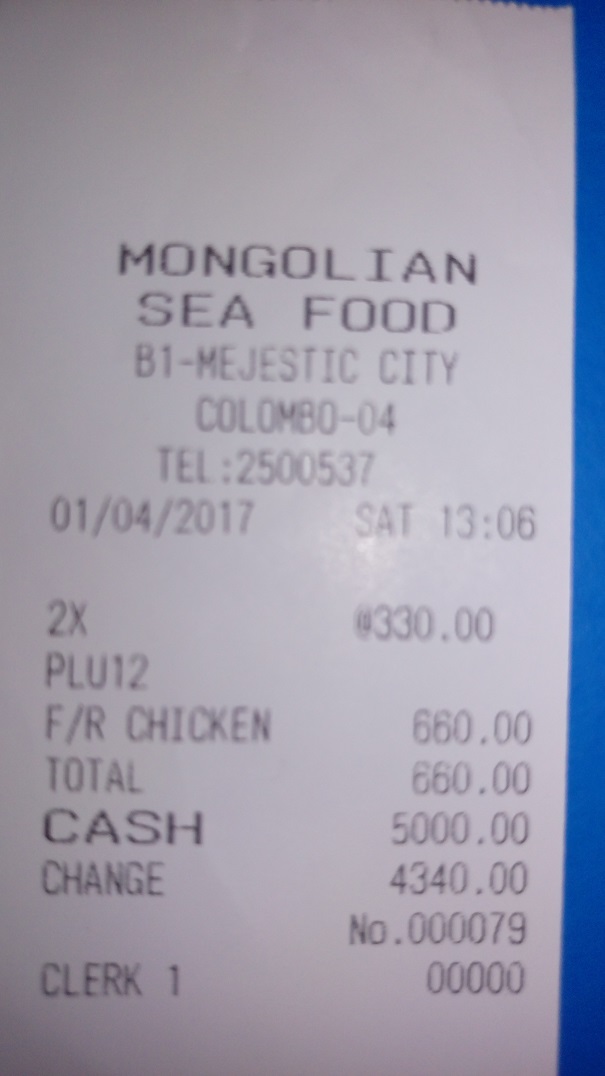 MONGOLIAN
SEA FOOD
B1-MEJESTIC CITY
COLOMBO-04
TEL:2500537
01/04/2017 SAT 13:06
2X @330.00
PLU12
F/R CHICKEN 660.00
TOTAL 660.00
CASH 5000.00
CHANGE 4340.00
No.000079
CLERK 1 00000